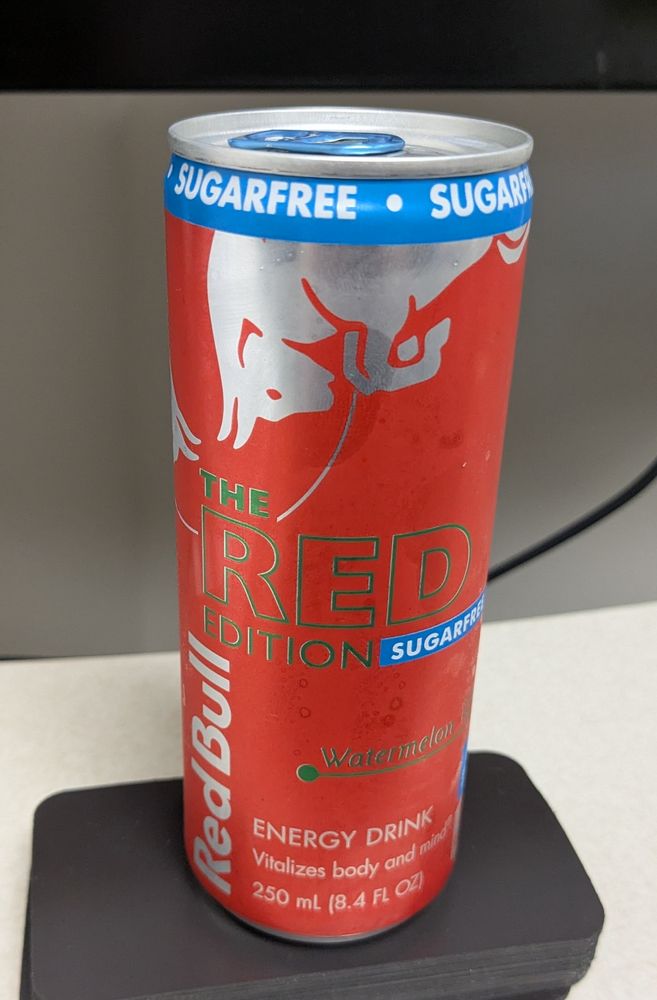 SUGARFREE • SUGARFR
THE
RED
EDITION SUGARFREE
Watermelon
Red Bull
ENERGY DRINK
Vitalizes body and mind®
250 mL (8.4 FL OZ)